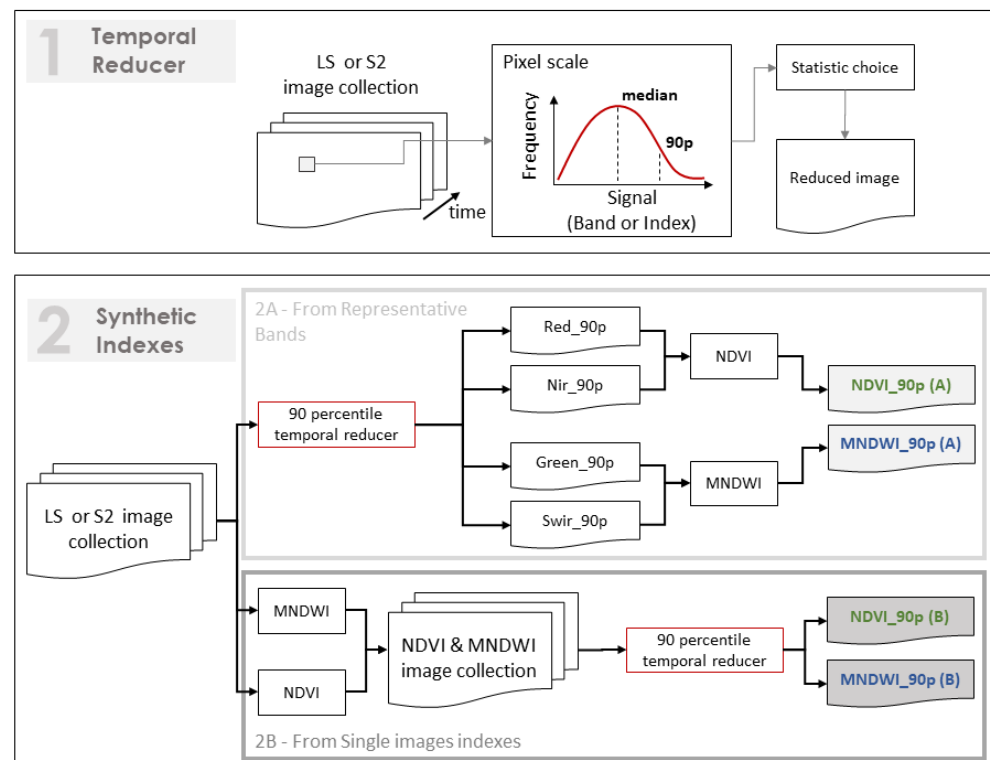 1
Temporal
Reducer
LS or S2
image collection
time
Pixel scale
Frequency
median
90p
Signal
(Band or Index)
Statistic choice
Reduced image
2
Synthetic
Indexes
LS or S2 image
collection
2A - From Representative
Bands
90 percentile
temporal reducer
Red_90p
Nir_90p
Green_90p
Swir_90p
NDVI
MNDWI
NDVI_90p (A)
MNDWI_90p (A)
MNDWI
NDVI
NDVI & MNDWI
image collection
90 percentile
temporal reducer
NDVI_90p (B)
MNDWI_90p (B)
2B - From Single images indexes